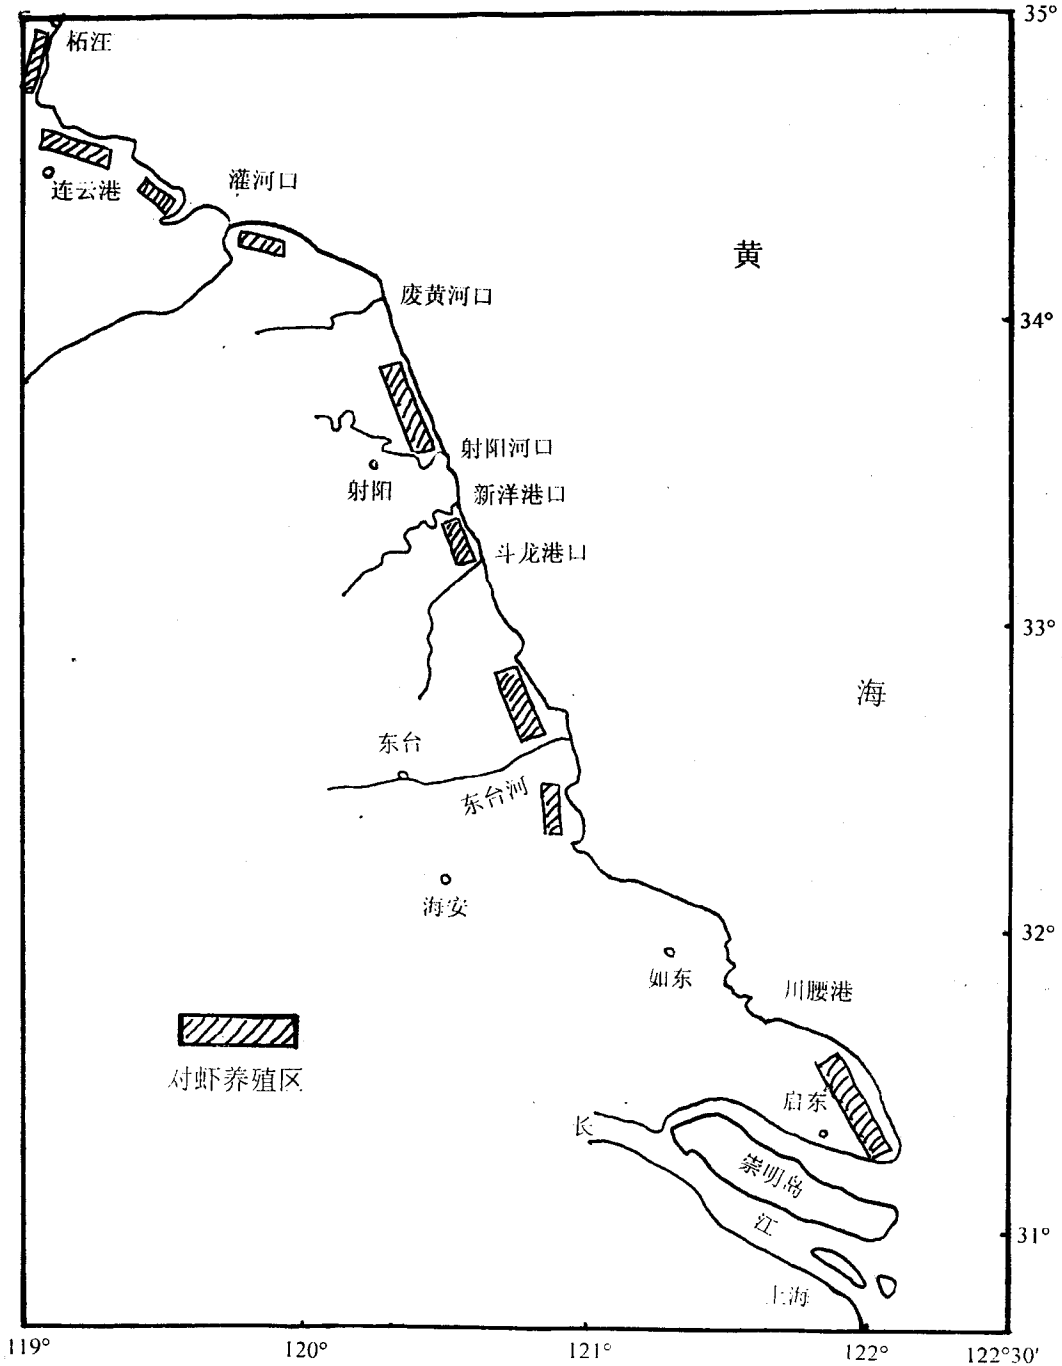 35°
柘汪
连云港
灌河口
黄
废黄河口
34°
射阳河口
射阳
新洋港口
斗龙港口
33°
海
东台
东台河
海安
32°
如东
川腰港
对虾养殖区
启东
长
崇明岛
江
31°
上海
119°
120°
121°
122°
122°30′